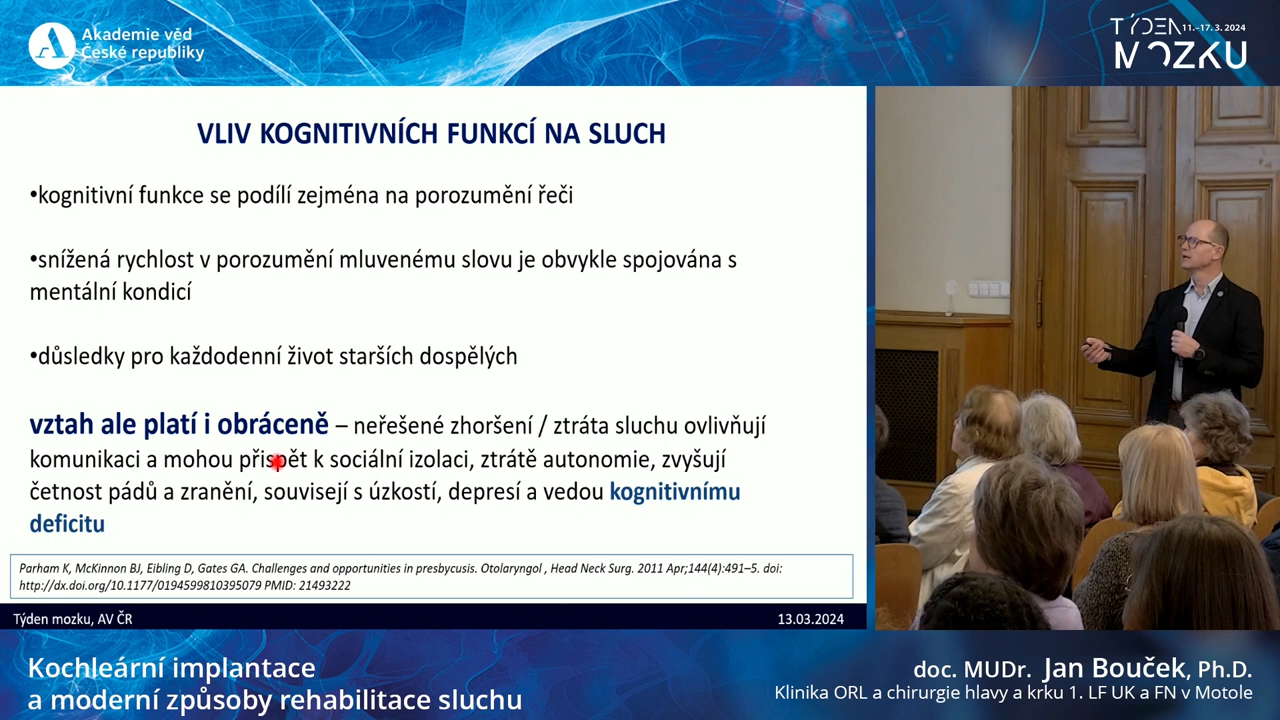 Akademie věd
České republiky
TÝDEN 11.–17. 3. 2024
MOZKU
VLIV KOGNITIVNÍCH FUNKCÍ NA SLUCH
•kognitivní funkce se podílí zejména na porozumění řeči
•snížená rychlost v porozumění mluvenému slovu je obvykle spojována s
mentální kondicí
•důsledky pro každodenní život starších dospělých
vztah ale platí i obráceně – neřešené zhoršení / ztráta sluchu ovlivňují
komunikaci a mohou přispět k sociální izolaci, ztrátě autonomie, zvyšují
četnost pádů a zranění, souvisejí s úzkostí, depresí a vedou kognitivnímu
deficitu
Parham K, McKinnon BJ, Eibling D, Gates GA. Challenges and opportunities in presbycusis. Otolaryngol , Head Neck Surg. 2011 Apr;144(4):491–5. doi:
http://dx.doi.org/10.1177/0194599810395079 PMID: 21493222
Týden mozku, AV ČR
13.03.2024
Kochleární implantace
a moderní způsoby rehabilitace sluchu
doc. MUDr. Jan Bouček, Ph.D.
Klinika ORL a chirurgie hlavy a krku 1. LF UK a FN v Motole